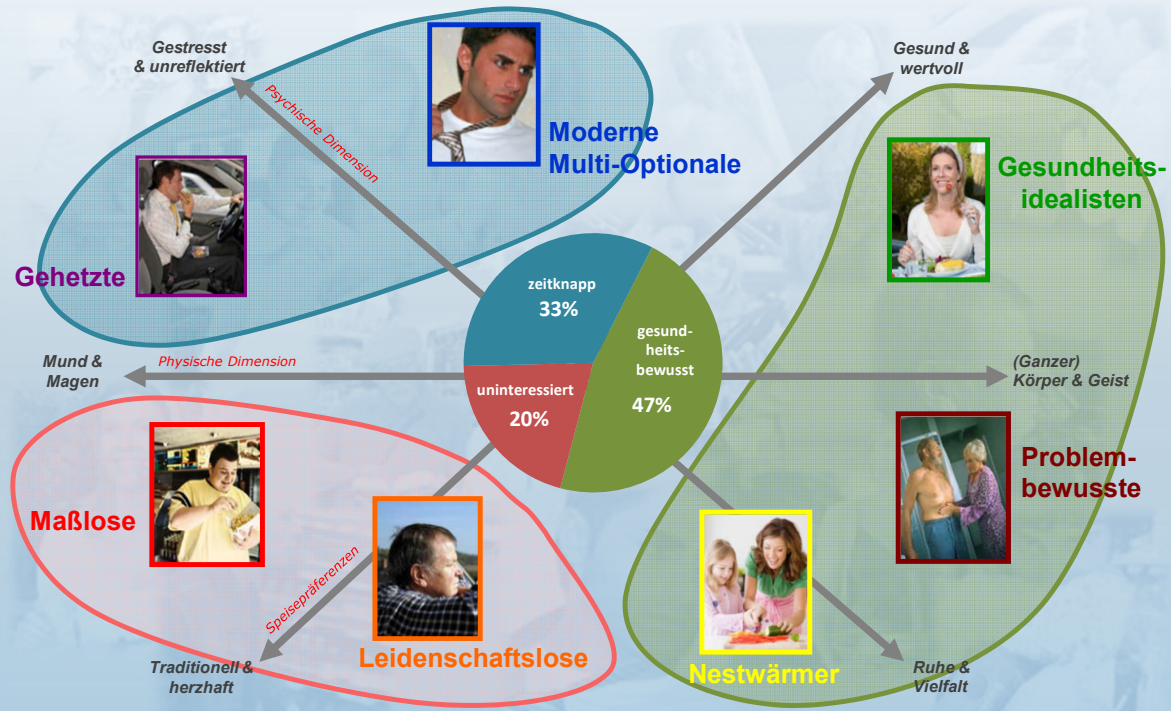 Gestresst
& unreflektiert
Gesund &
wertvoll
Psychische Dimension
Moderne
Multi-Optionale
Gesundheits-
idealisten
Gehetzte
zeitknapp
33%
gesund-
heits-
bewusst
47%
Mund &
Magen
Physische Dimension
(Ganzer)
Körper & Geist
uninteressiert
20%
Maßlose
Problem-
bewusste
Speisepräferenzen
Leidenschaftslose
Nestwärmer
Traditionell &
herzhaft
Ruhe &
Vielfalt